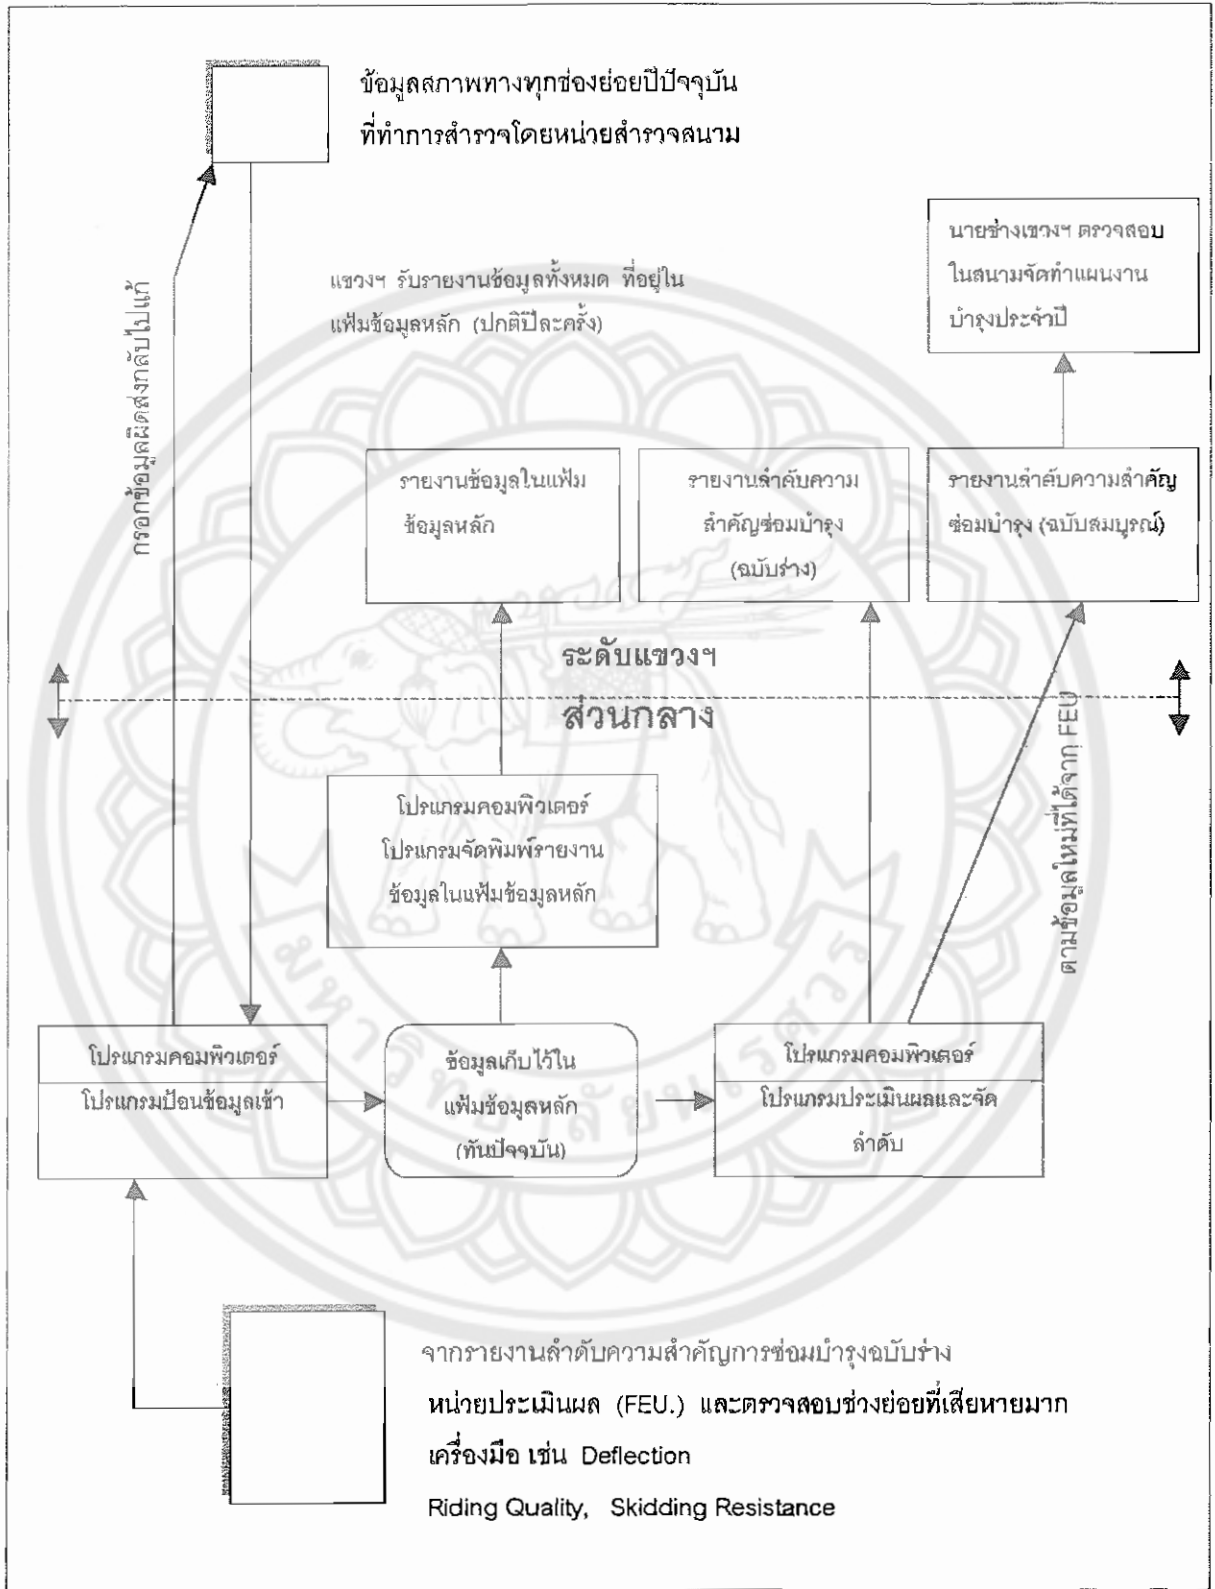 ข้อมูลสภาพทางทุกช่องย่อยปีปัจจุบัน
ที่ทำการสำรวจโดยหน่วยสำรวจสนาม
กรอกข้อมูลผิดส่งกลับไปแก้
แขวงฯ รับรายงานข้อมูลทั้งหมด ที่อยู่ใน
แฟ้มข้อมูลหลัก (ปกติปีละครั้ง)
นายช่างแขวงฯ ตรวจสอบ
ในสนามจัดทำแผนงาน
บำรุงประจำปี
รายงานข้อมูลในแฟ้ม
ข้อมูลหลัก
รายงานลำดับความ
สำคัญซ่อมบำรุง
(ฉบับร่าง)
รายงานลำดับความสำคัญ
ซ่อมบำรุง (ฉบับสมบูรณ์)
ระดับแขวงฯ
ส่วนกลาง
ตามข้อมูลใหม่ที่ได้จาก FEU
โปรแกรมคอมพิวเตอร์
โปรแกรมจัดพิมพ์รายงาน
ข้อมูลในแฟ้มข้อมูลหลัก
โปรแกรมคอมพิวเตอร์
โปรแกรมป้อนข้อมูลเข้า
ข้อมูลเก็บไว้ใน
แฟ้มข้อมูลหลัก
(ทันปัจจุบัน)
โปรแกรมคอมพิวเตอร์
โปรแกรมประเมินผลและจัด
ลำดับ
มหาวิทยาลัยนเรศวร
จากรายงานลำดับความสำคัญการซ่อมบำรุงฉบับร่าง
หน่วยประเมินผล (FEU.) และตรวจสอบช่วงย่อยที่เสียหายมาก
เครื่องมือ เช่น Deflection
Riding Quality, Skidding Resistance